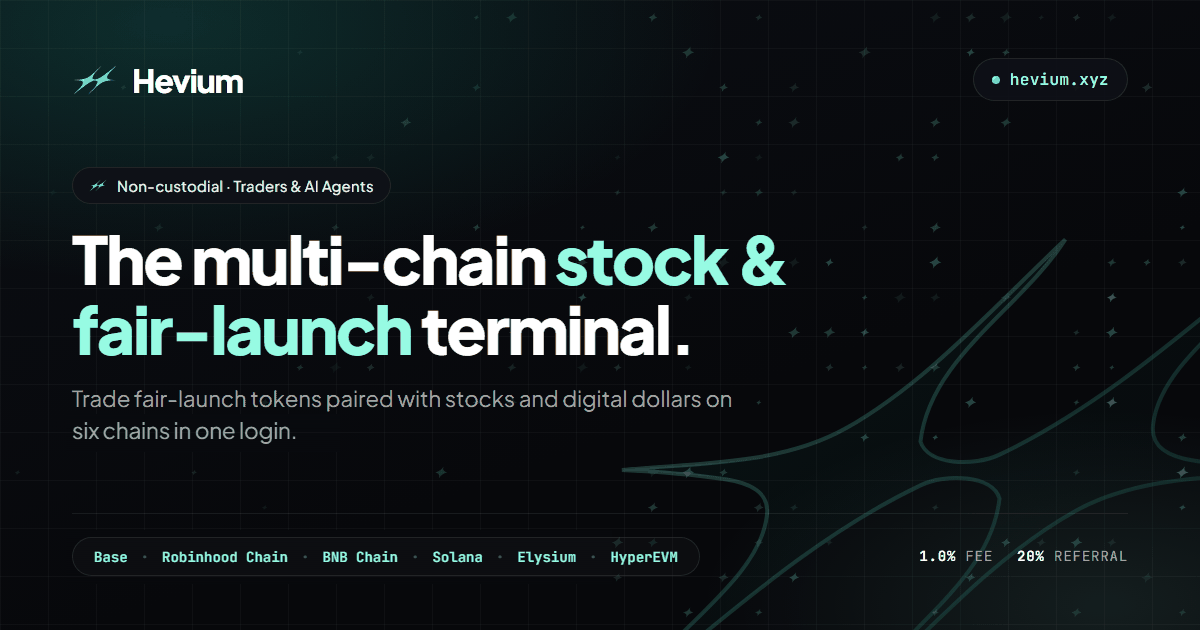 Hevium
hevium.xyz
Non-custodial · Traders & AI Agents
The multi-chain stock &
fair-launch terminal.
Trade fair-launch tokens paired with stocks and digital dollars on
six chains in one login.
Base · Robinhood Chain · BNB Chain · Solana · Elysium · HyperEVM
1.0% FEE 20% REFERRAL